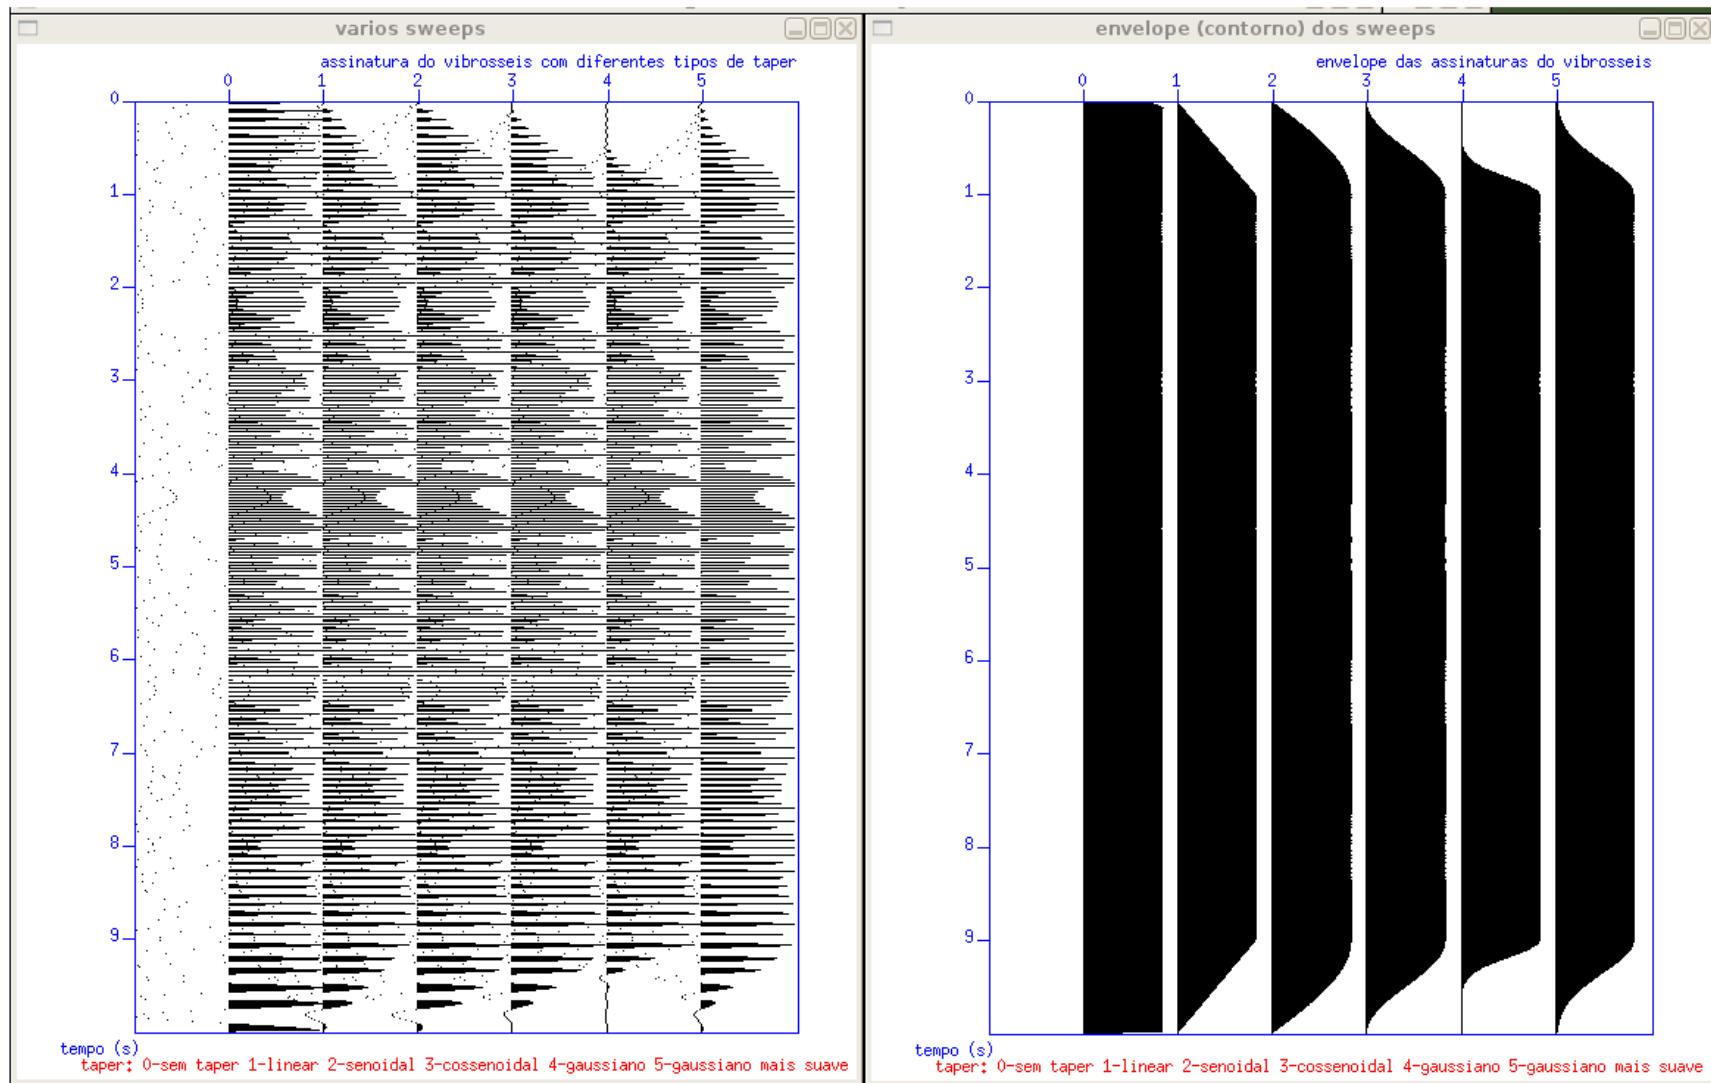 varios sweeps
assinatura do vibrosseis com diferentes tipos de taper
0 1 2 3 4 5
0
1
2
3
4
5
6
7
8
9
tempo (s)
taper: 0-sem taper 1-linear 2-senoidal 3-cossenoidal 4-gaussiano 5-gaussiano mais suave
envelope (contorno) dos sweeps
envelope das assinaturas do vibrosseis
0 1 2 3 4 5
0
1
2
3
4
5
6
7
8
9
tempo (s)
taper: 0-sem taper 1-linear 2-senoidal 3-cossenoidal 4-gaussiano 5-gaussiano mais suave